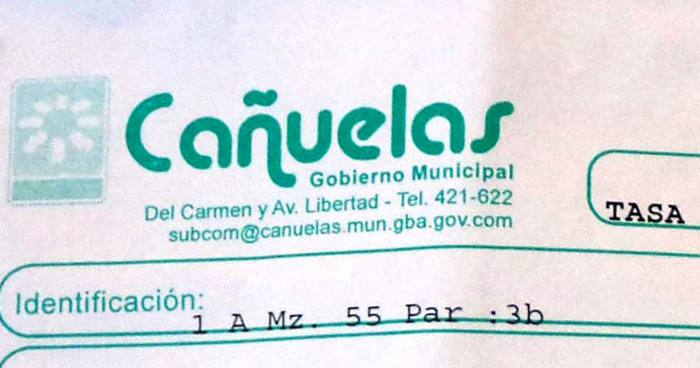 Cañuelas
Gobierno Municipal
Del Carmen y Av. Libertad - Tel. 421-622
subcom@canuelas.mun.gba.gov.com
TASA
Identificación:
1 A Mz. 55 Par :3b